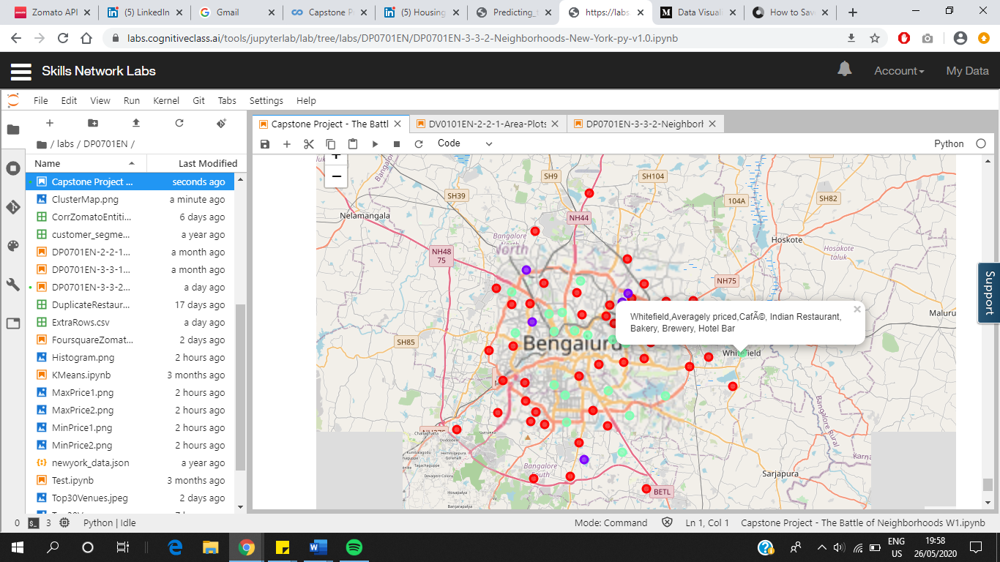 Zomato API
(5) LinkedIn
Gmail
Capstone P
(5) Housing
Predicting_
https://labs
Data Visuali
How to Sav
labs.cognitiveclass.ai/tools/jupyterlab/lab/tree/labs/DP0701EN/DP0701EN-3-3-2-Neighborhoods-New-York-py-v1.0.ipynb
Skills Network Labs
Account
My Data
File Edit View Run Kernel Git Tabs Settings Help
Capstone Project - The Battl
DV0101EN-2-2-1-Area-Plots
DP0701EN-3-3-2-Neighborh
/ labs / DP0701EN /
Code
Python
Name Last Modified
Capstone Project ... seconds ago
ClusterMap.png a minute ago
CorrZomatoEntiti... 6 days ago
customer_segme... a year ago
DP0701EN-2-2-1... a month ago
DP0701EN-3-3-1... a month ago
DP0701EN-3-3-2... a day ago
DuplicateRestaur... 17 days ago
ExtraRows.csv a day ago
FoursquareZomat... 2 days ago
Histogram.png 2 hours ago
KMeans.ipynb 3 months ago
MaxPrice1.png 2 hours ago
MaxPrice2.png 2 hours ago
MinPrice1.png 2 hours ago
MinPrice2.png 2 hours ago
newyork_data.json a year ago
Test.ipynb 3 months ago
Top30Venues.jpeg 2 days ago
+
−
SH9
SH104
SH39
104A
SH82
Nelamangala
NH44
Hoskote
Bangalore
North
NH48
75
Hosakote
taluk
NH75
Maluru
Whitefield,Averagely priced,CafÃ©, Indian Restaurant,
Bakery, Brewery, Hotel Bar
SH85
Bengaluru
Whitefield
Bangalore Rural
Challaghatta
Doddabele
Hemmigepura
Gollahalli
Tagachaguppe
Devagere Colony
Hosapalya
Banjarapalya
Bangalore
South
Sarjapura
BETL
Support
0 3 Python | Idle
Mode: Command
Ln 1, Col 1
Capstone Project - The Battle of Neighborhoods W1.ipynb
ENG
US
19:58
26/05/2020